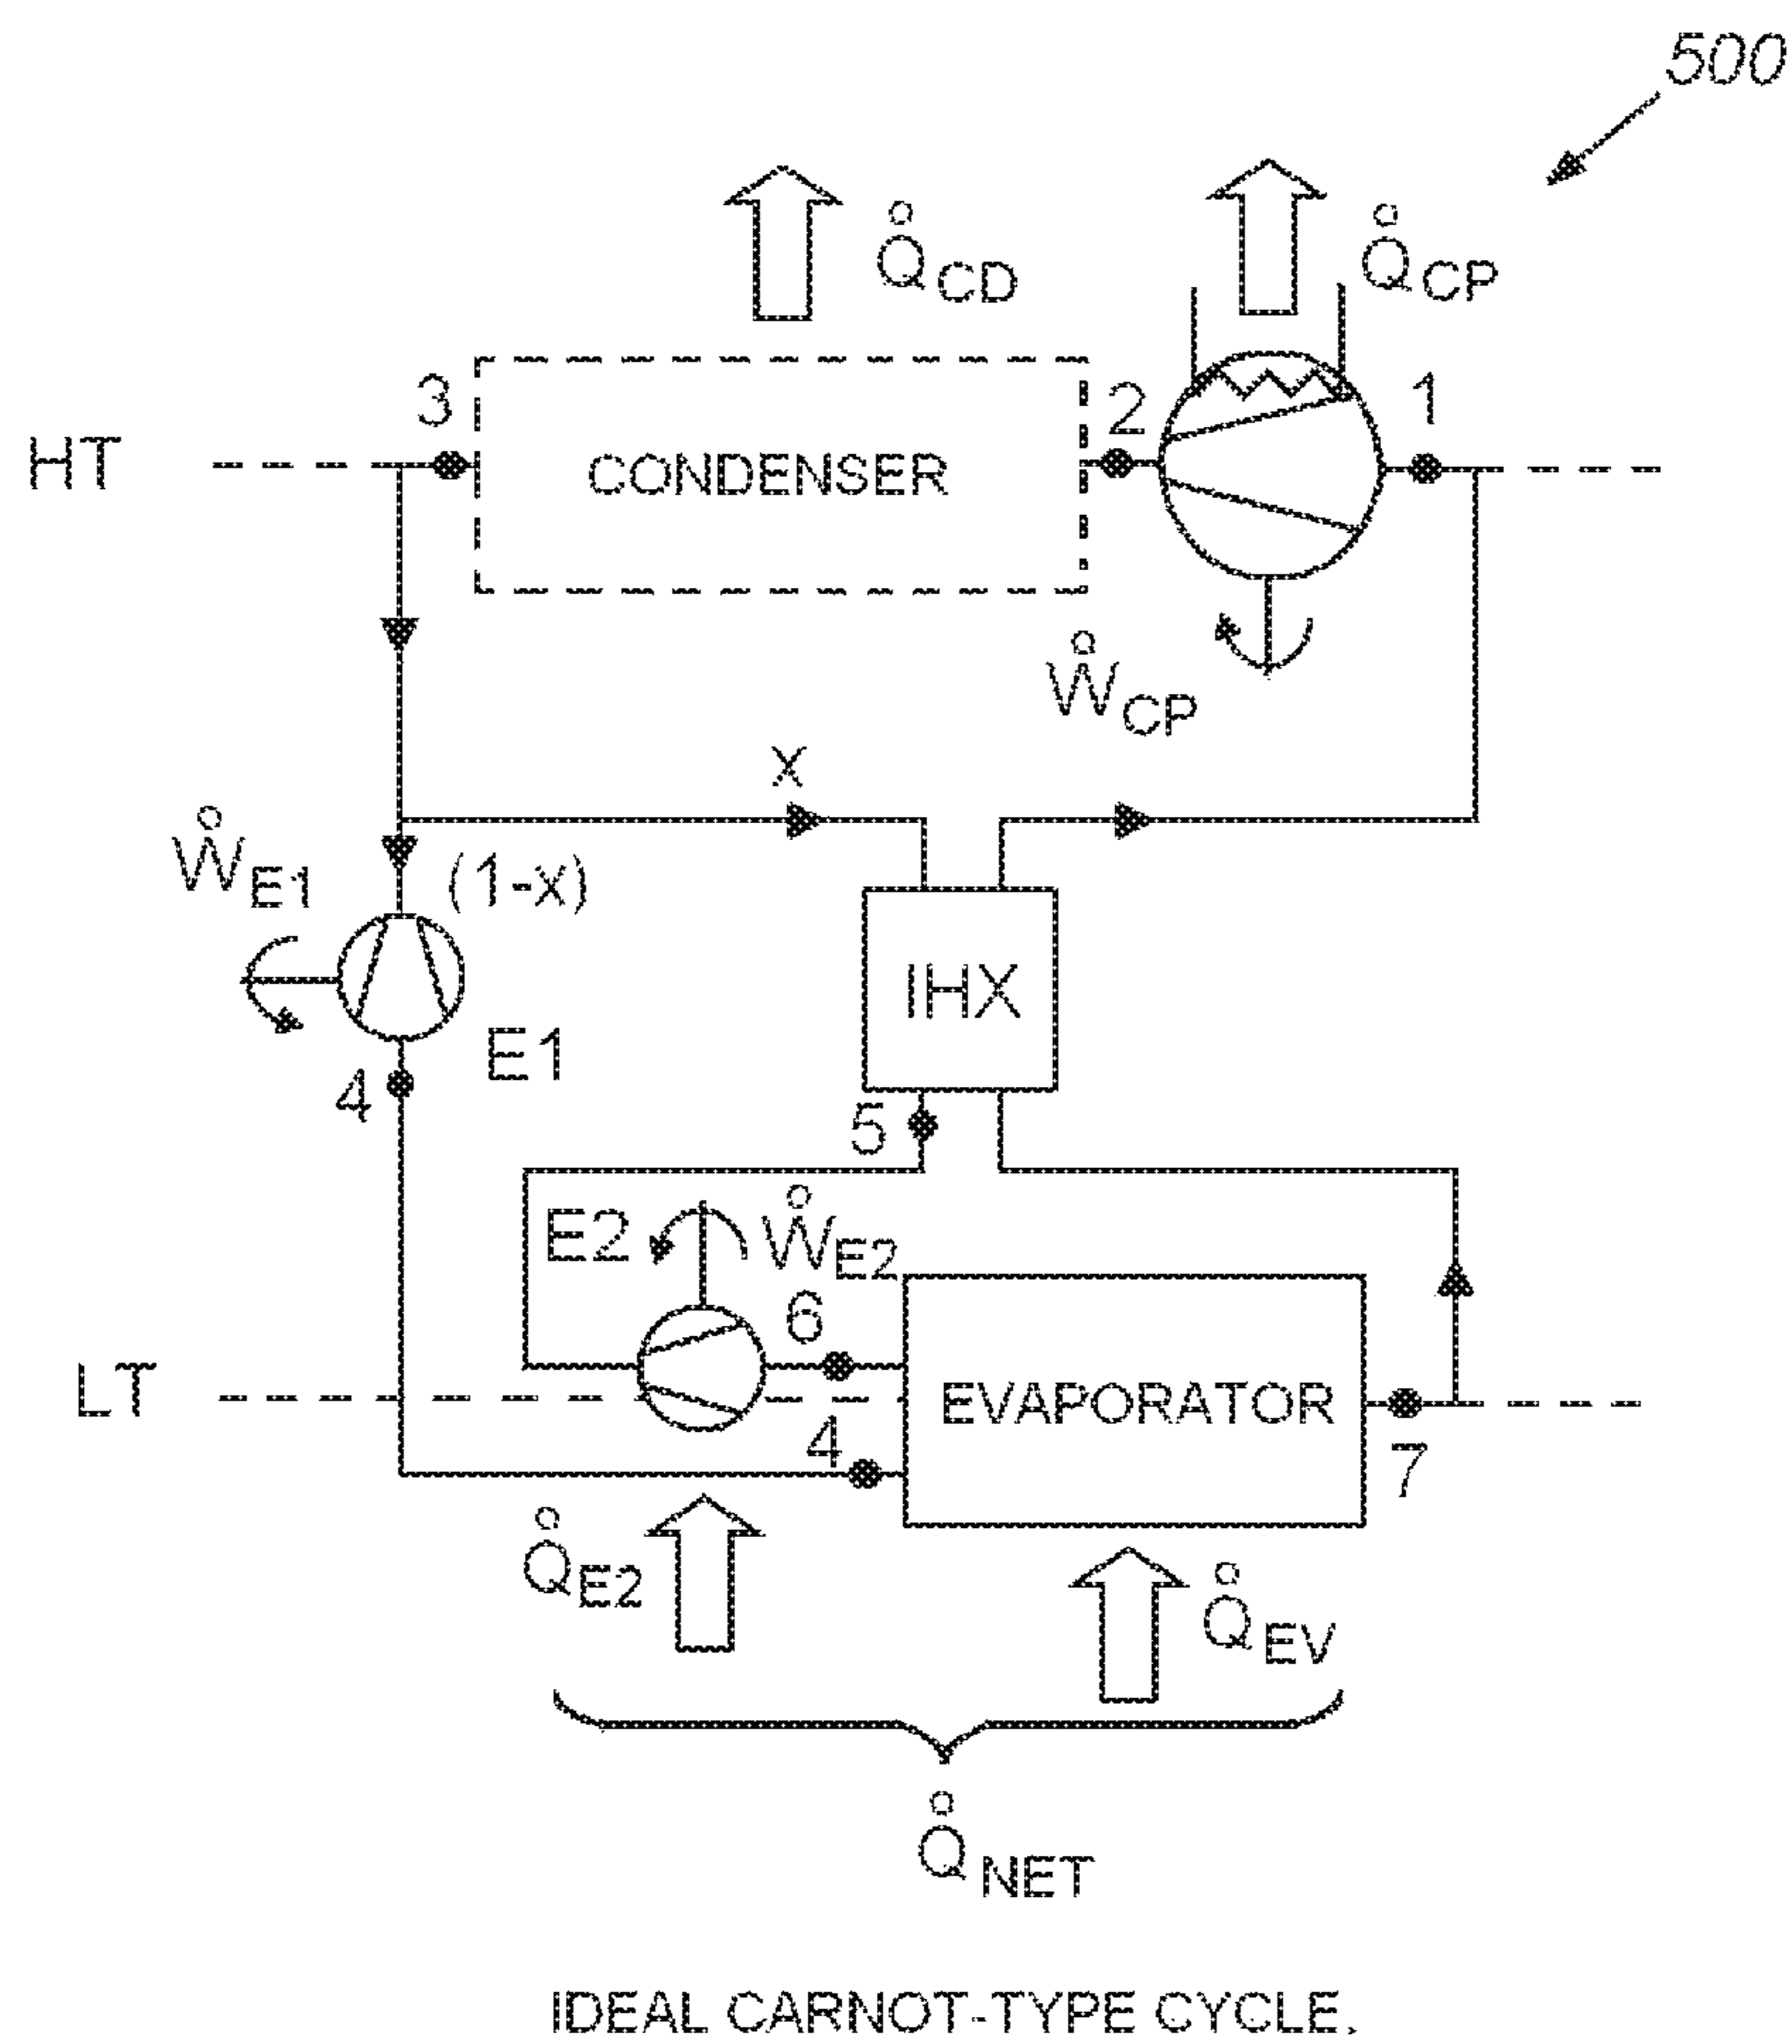 500
Q̊CD
Q̊CP
3
2
1
HT
CONDENSER
W̊CP
x
W̊E1
(1-x)
IHX
E1
4
5
E2
W̊E2
6
LT
EVAPORATOR
4
7
Q̊E2
Q̊EV
Q̊NET
IDEAL CARNOT-TYPE CYCLE.